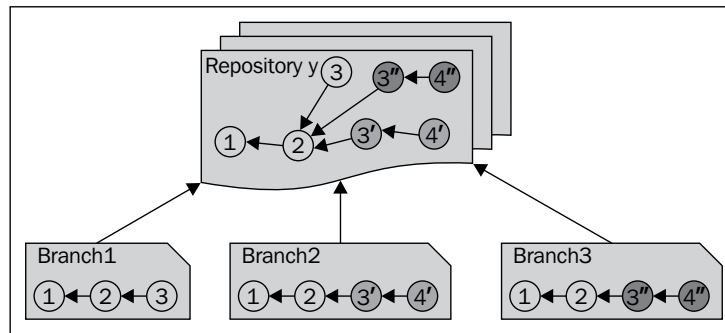 Repository y
3 3″ 4″
1 2 3′ 4′
Branch1 Branch2 Branch3
1 2 3 1 2 3′ 4′ 1 2 3″ 4″